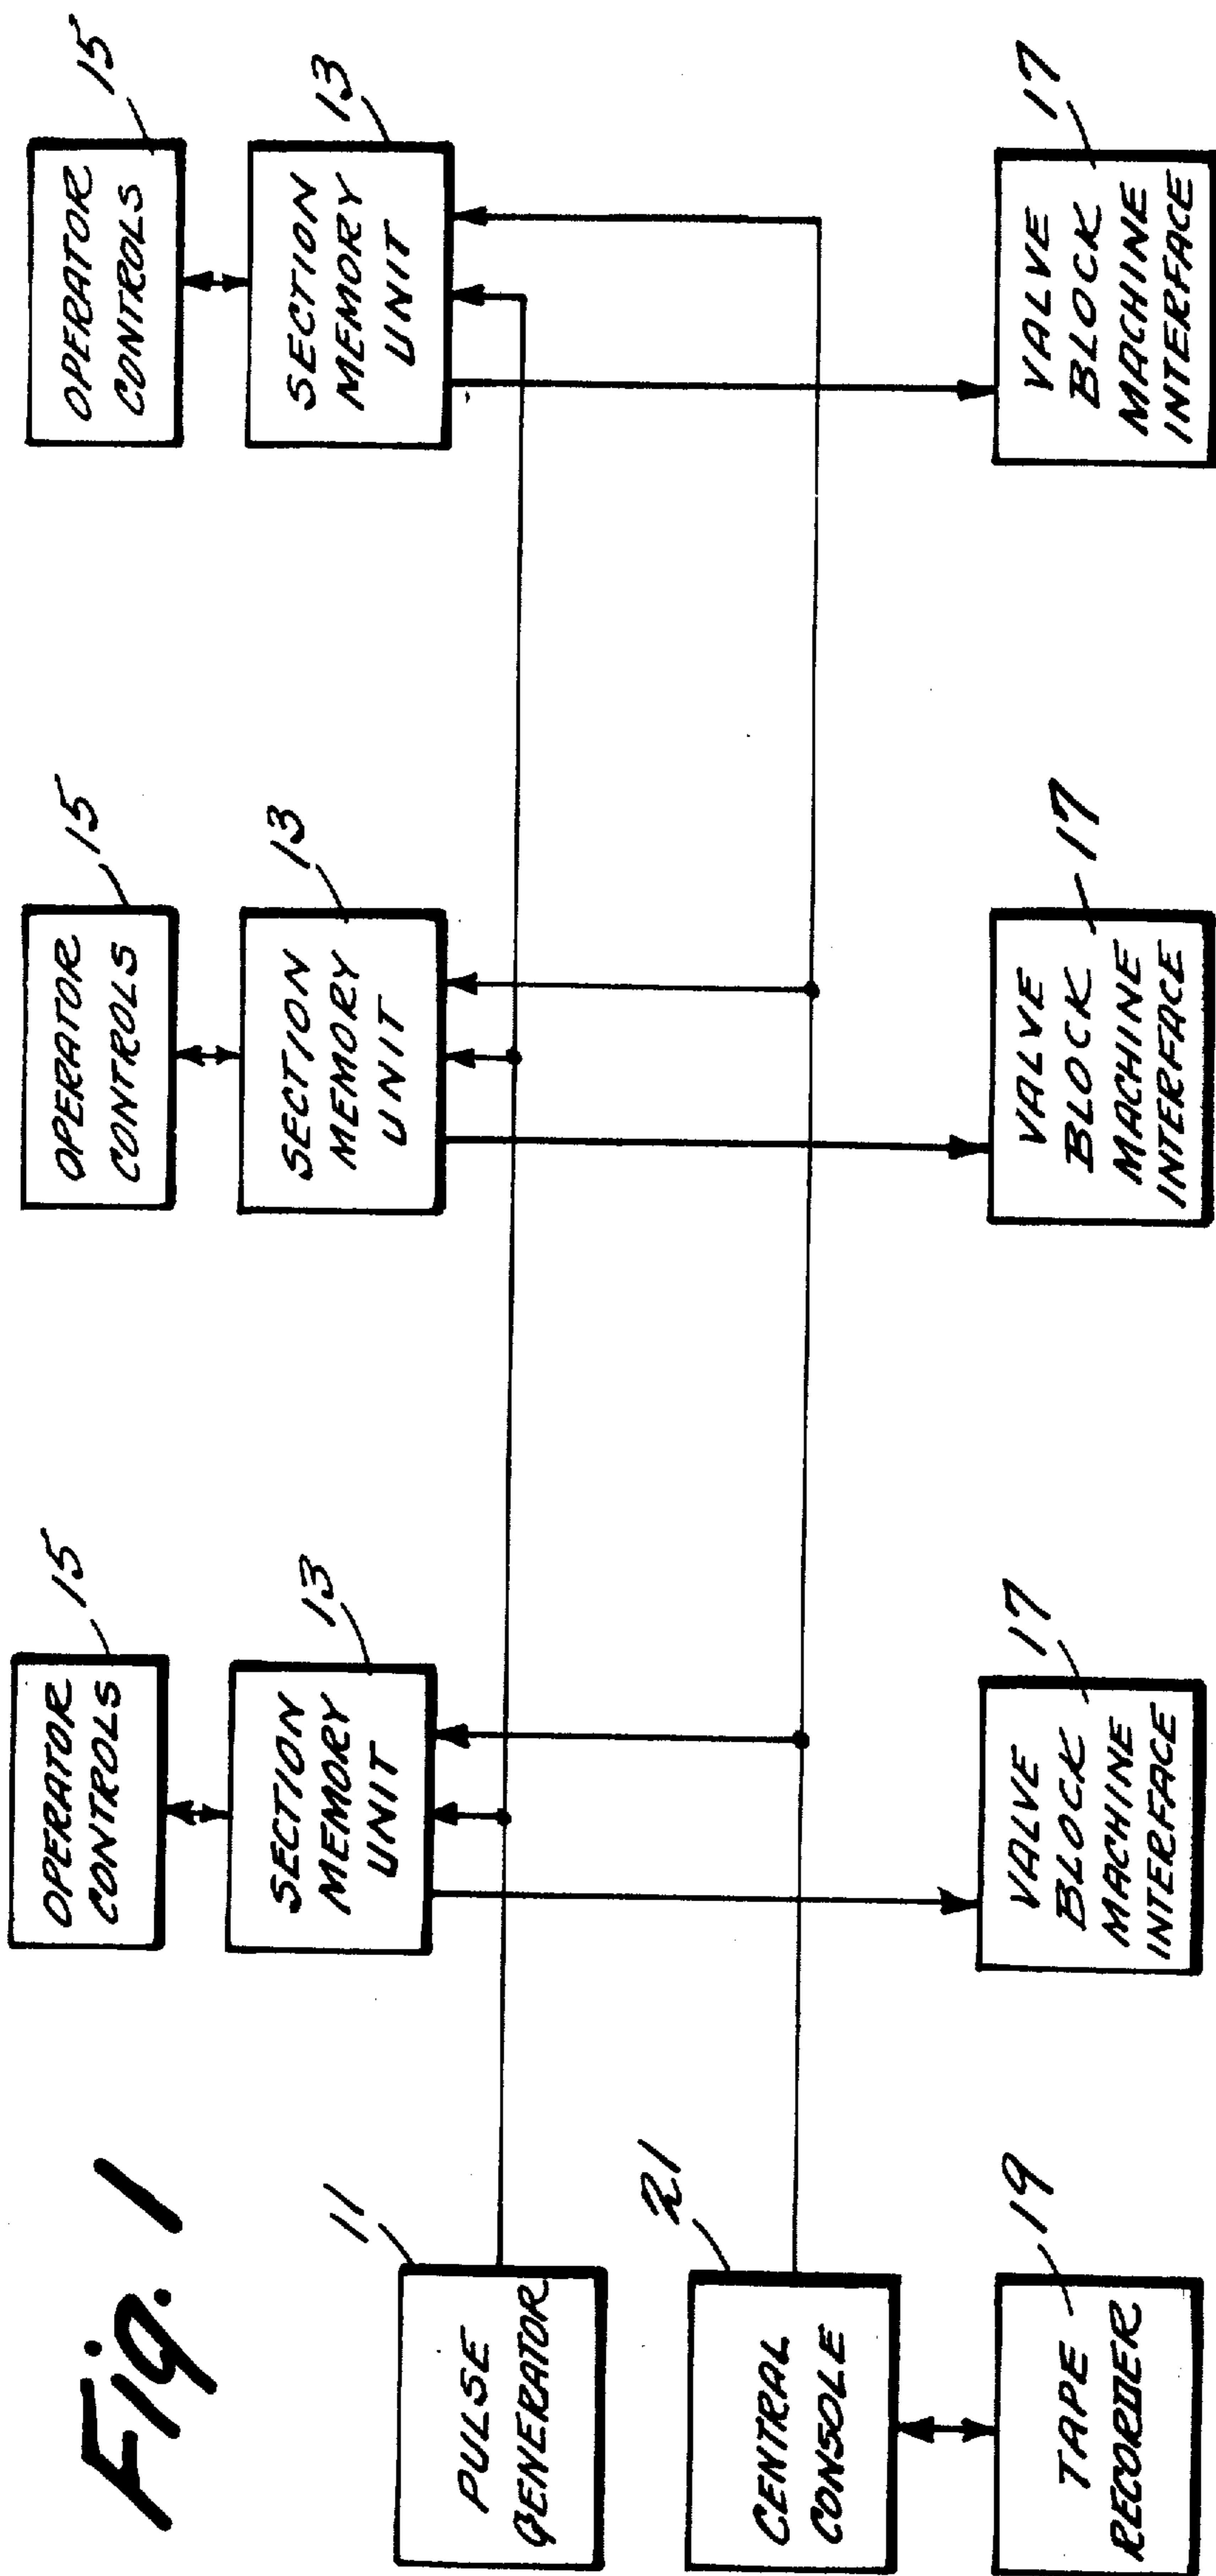 Fig. 1
15
OPERATOR
CONTROLS
15
OPERATOR
CONTROLS
15
OPERATOR
CONTROLS
13
SECTION
MEMORY
UNIT
13
SECTION
MEMORY
UNIT
13
SECTION
MEMORY
UNIT
11
PULSE
GENERATOR
21
CENTRAL
CONSOLE
19
TAPE
RECORDER
17
VALVE
BLOCK
MACHINE
INTERFACE
17
VALVE
BLOCK
MACHINE
INTERFACE
17
VALVE
BLOCK
MACHINE
INTERFACE